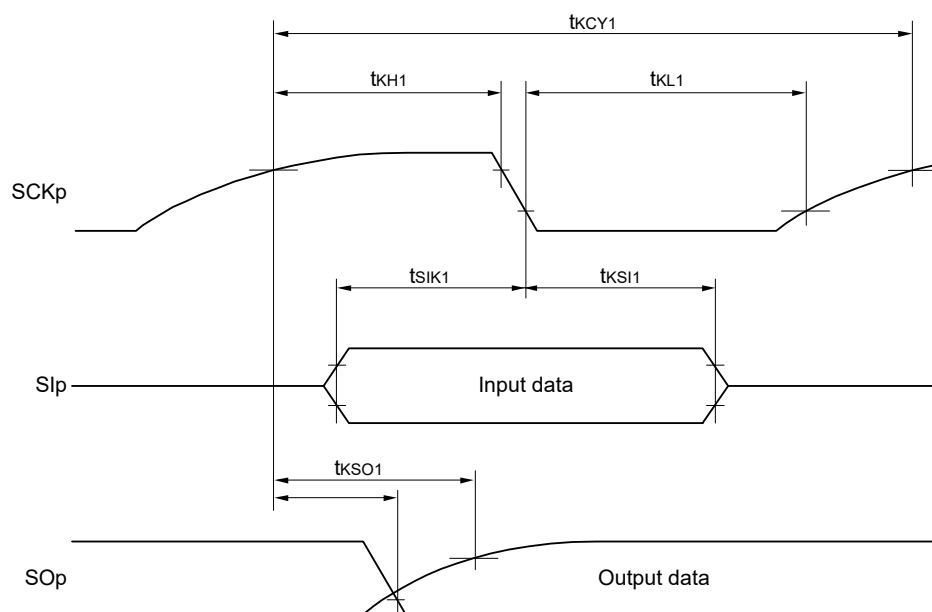 tKCY1
tKH1
tKL1
SCKp
tSIK1
tKSI1
SIp
Input data
tKSO1
SOp
Output data